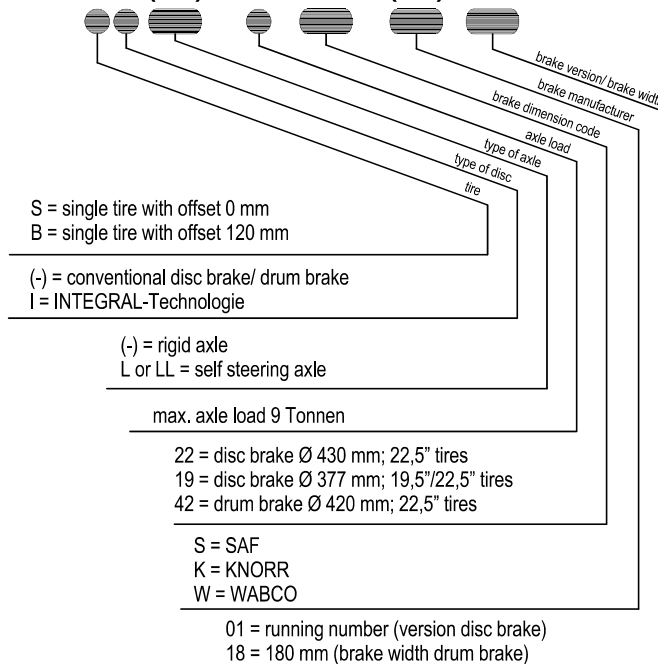 brake version/ brake width
brake manufacturer
brake dimension code
axle load
type of axle
type of disc
tire
S = single tire with offset 0 mm
B = single tire with offset 120 mm
(-) = conventional disc brake/ drum brake
I = INTEGRAL-Technologie
(-) = rigid axle
L or LL = self steering axle
max. axle load 9 Tonnen
22 = disc brake Ø 430 mm; 22,5” tires
19 = disc brake Ø 377 mm; 19,5”/22,5” tires
42 = drum brake Ø 420 mm; 22,5” tires
S = SAF
K = KNORR
W = WABCO
01 = running number (version disc brake)
18 = 180 mm (brake width drum brake)